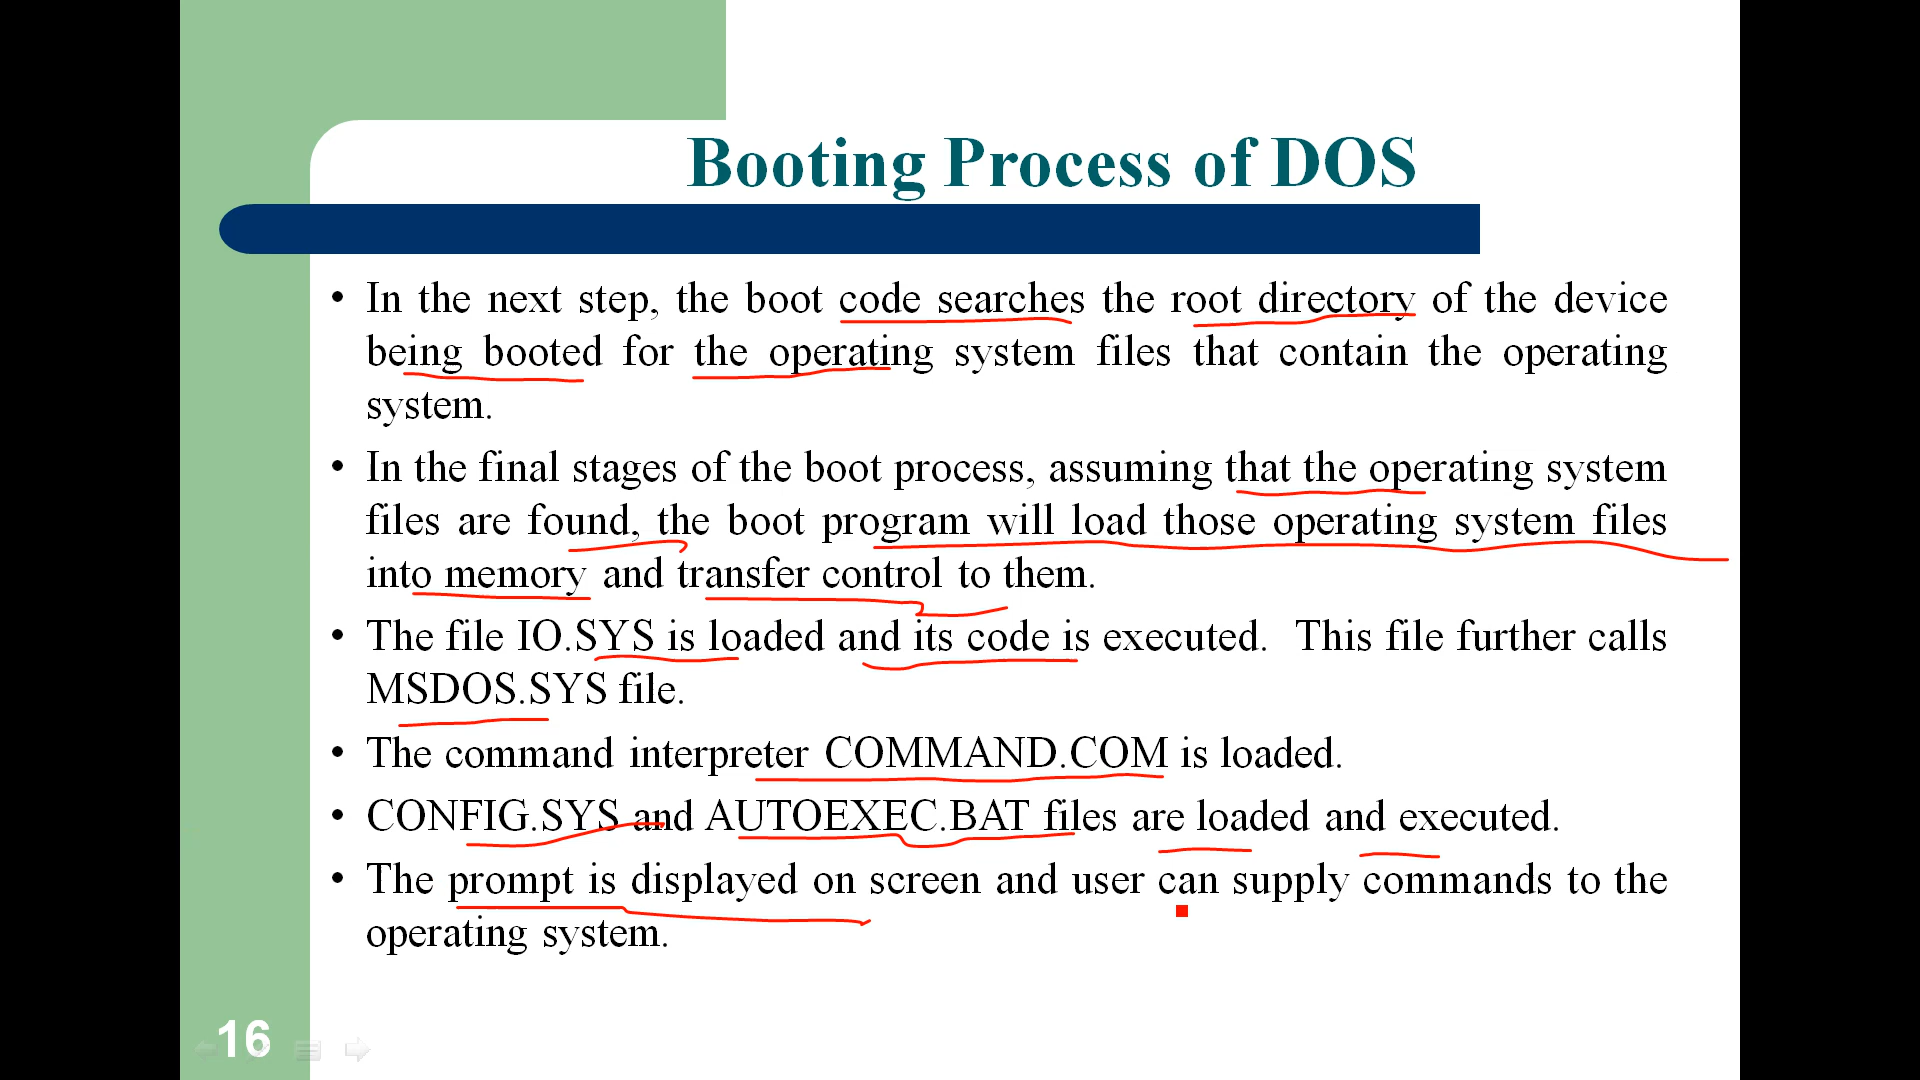 Booting Process of DOS
• In the next step, the boot code searches the root directory of the device
being booted for the operating system files that contain the operating
system.
• In the final stages of the boot process, assuming that the operating system
files are found, the boot program will load those operating system files
into memory and transfer control to them.
• The file IO.SYS is loaded and its code is executed. This file further calls
MSDOS.SYS file.
• The command interpreter COMMAND.COM is loaded.
• CONFIG.SYS and AUTOEXEC.BAT files are loaded and executed.
• The prompt is displayed on screen and user can supply commands to the
operating system.
16